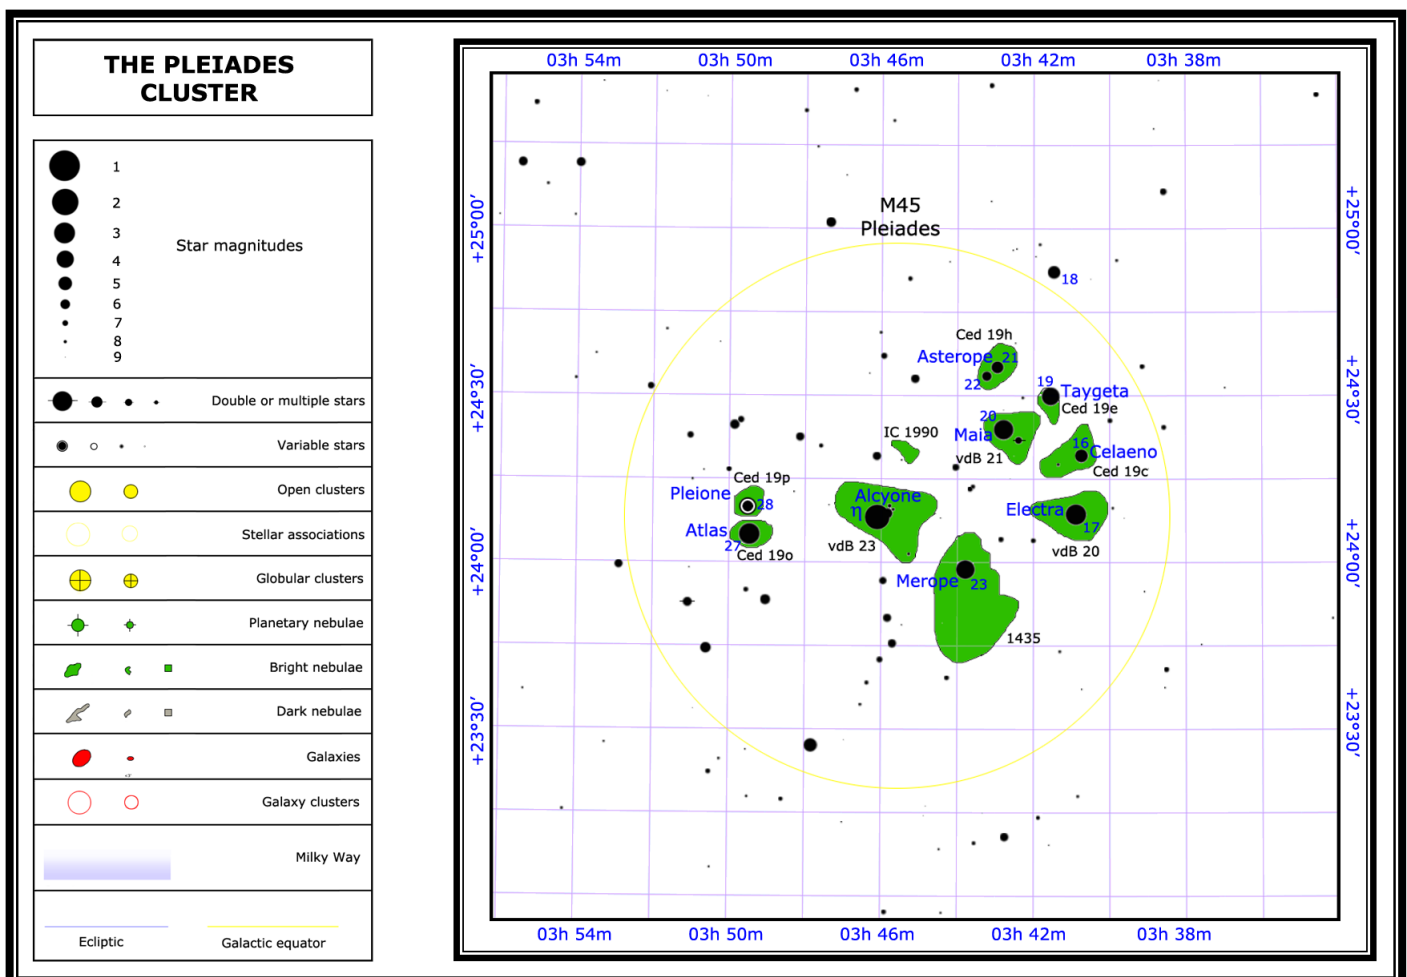 THE PLEIADES
CLUSTER
1
2
3
4
5
6
7
8
9
Star magnitudes
Double or multiple stars
Variable stars
Open clusters
Stellar associations
Globular clusters
Planetary nebulae
Bright nebulae
Dark nebulae
Galaxies
Galaxy clusters
Milky Way
Ecliptic
Galactic equator
03h 54m 03h 50m 03h 46m 03h 42m 03h 38m
+25°00′
+24°30′
+24°00′
+23°30′
M45
Pleiades
18
Ced 19h
Asterope 21
22
19
Taygeta
Ced 19e
20
Maia
vdB 21
16
Celaeno
Ced 19c
IC 1990
Ced 19p
Pleione
28
Atlas
27
Ced 19o
Alcyone
η
vdB 23
Electra
17
vdB 20
Merope
23
1435
+25°00′
+24°30′
+24°00′
+23°30′
03h 54m 03h 50m 03h 46m 03h 42m 03h 38m